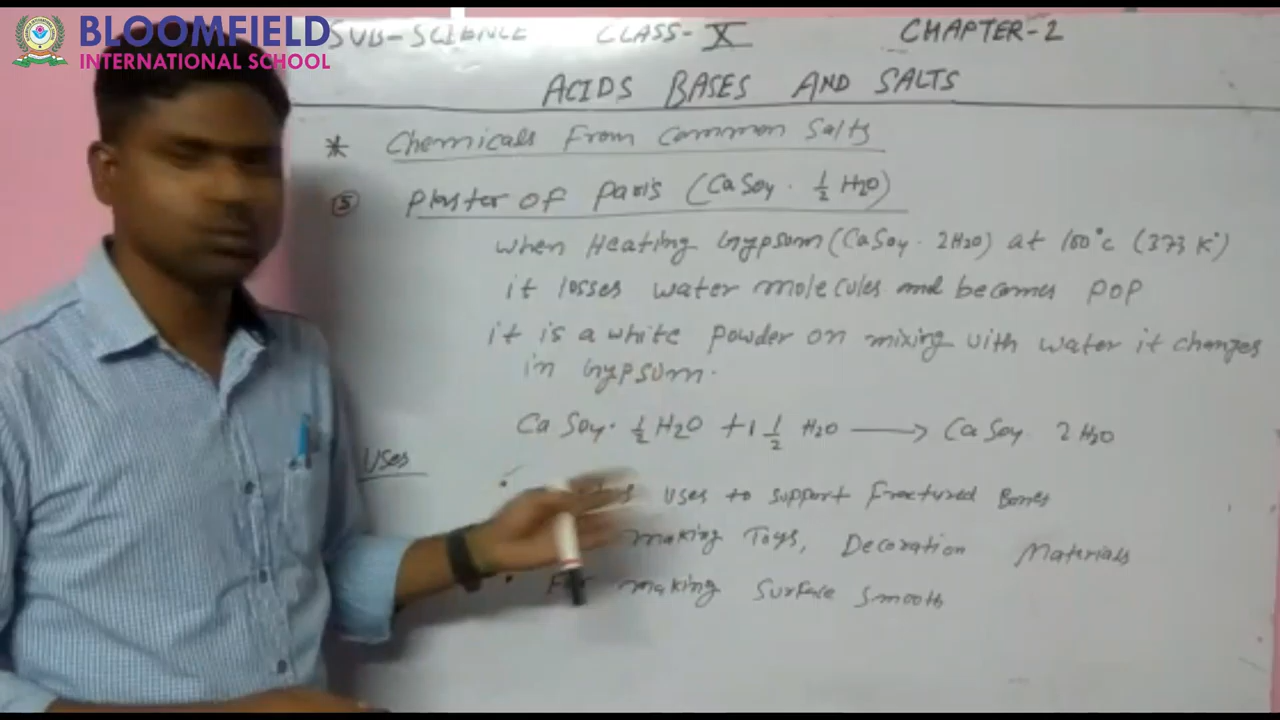 BLOOMFIELD
INTERNATIONAL SCHOOL
SUB-SCIENCE CLASS-X CHAPTER-2
ACIDS BASES AND SALTS
* Chemicals From Common Salts
⑤ Plaster of Paris (CaSO4 · 1/2 H2O)
when Heating Gypsum (CaSO4 · 2H2O) at 100°C (373 K°)
it losses water molecules and becomes POP
it is a white powder on mixing with water it changes
in Gypsum.
CaSO4 · 1/2 H2O + 1 1/2 H2O → CaSO4 2H2O
Uses
uses to support Fractured Bones
making Toys, Decoration Materials
For making Surface Smooth